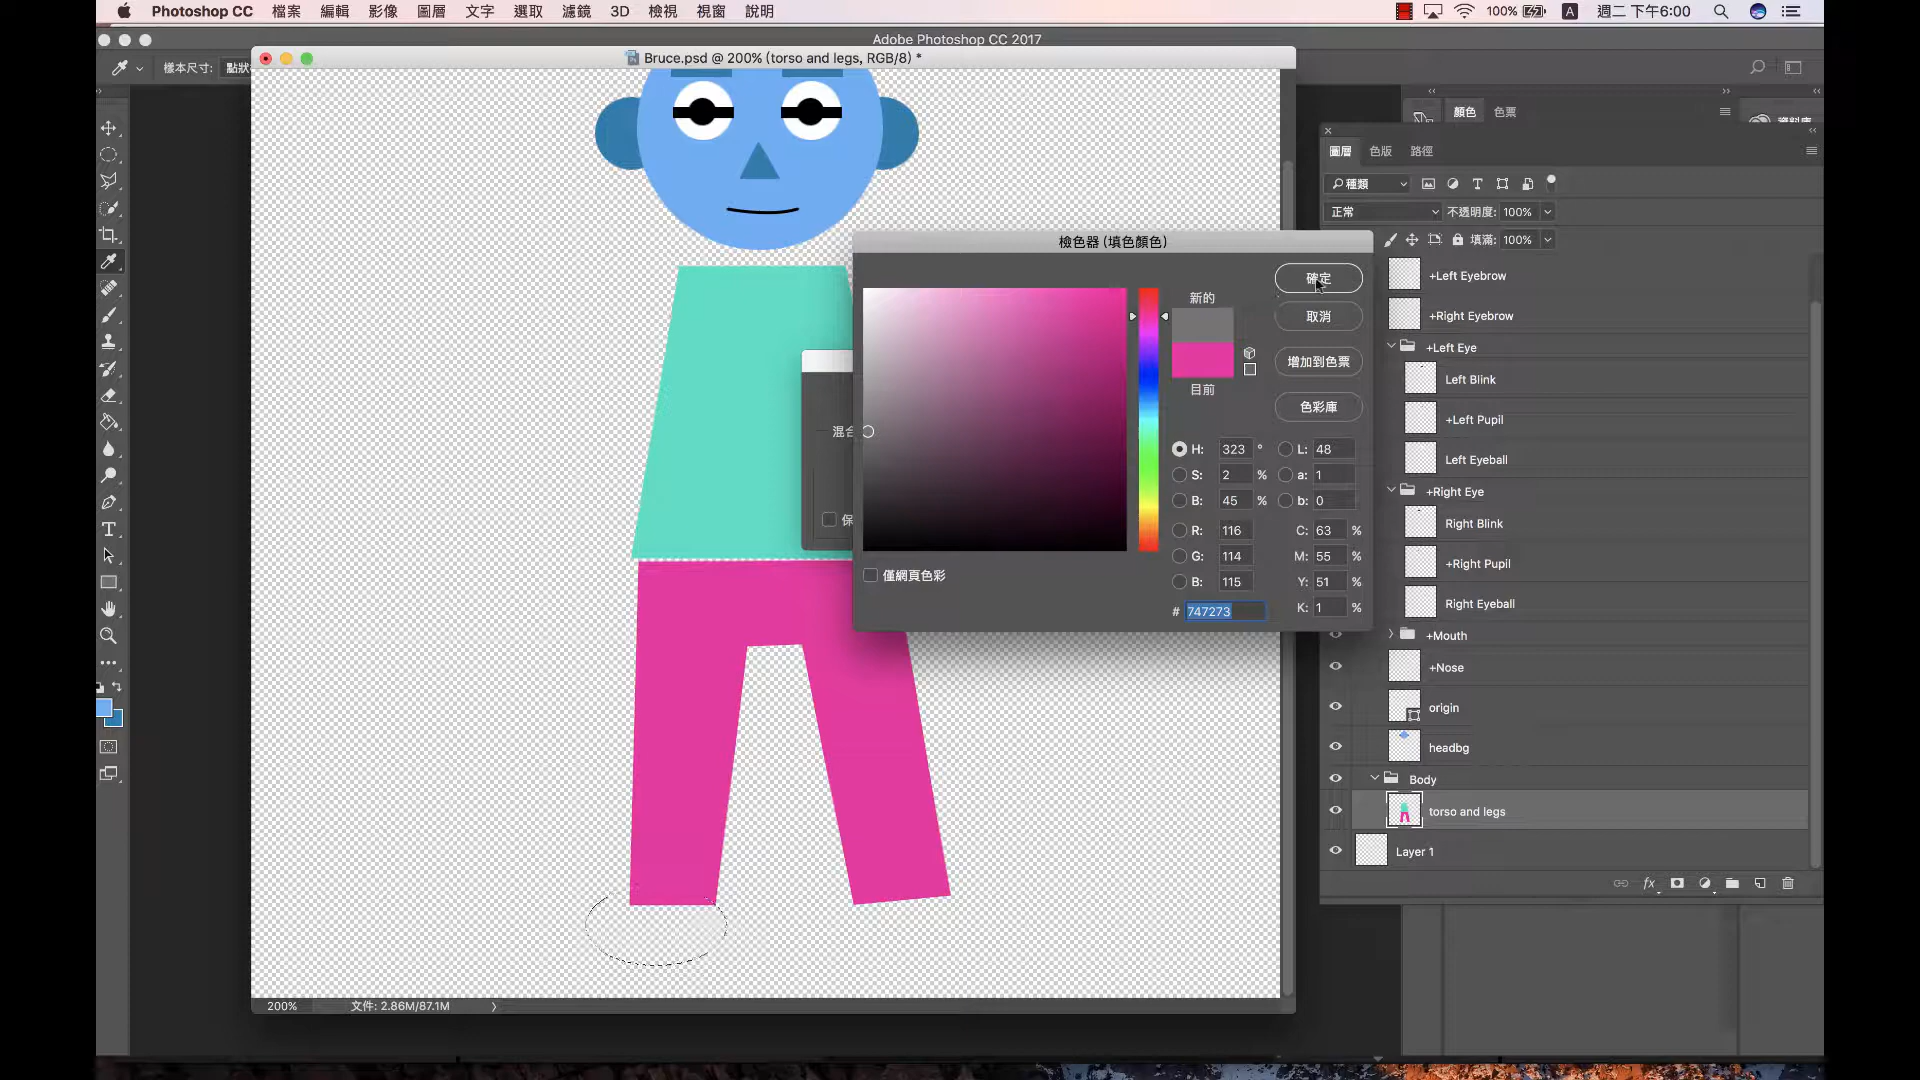 Photoshop CC 檔案 編輯 影像 圖層 文字 選取 濾鏡 3D 檢視 視窗 說明 100% A 週二 下午6:00
Adobe Photoshop CC 2017
樣本尺寸: 點狀
Bruce.psd @ 200% (torso and legs, RGB/8) *
顏色 色票
資料庫
圖層 色版 路徑
種類
正常 不透明度: 100%
填滿: 100%
+Left Eyebrow
+Right Eyebrow
+Left Eye
Left Blink
+Left Pupil
Left Eyeball
+Right Eye
Right Blink
+Right Pupil
Right Eyeball
+Mouth
+Nose
origin
headbg
Body
torso and legs
Layer 1
fx
檢色器 (填色顏色)
新的
目前
確定
取消
增加到色票
色彩庫
H: 323 ° L: 48
S: 2 % a: 1
B: 45 % b: 0
R: 116 C: 63 %
G: 114 M: 55 %
B: 115 Y: 51 %
# 747273 K: 1 %
僅網頁色彩
混合
保
200% 文件: 2.86M/87.1M